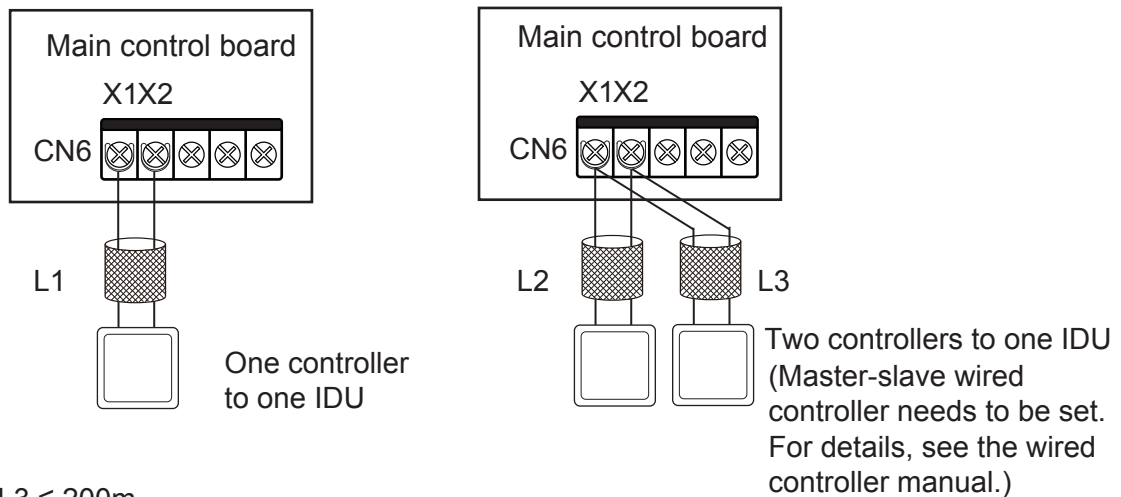 Main control board
X1X2
CN6
L1
One controller
to one IDU
Main control board
X1X2
CN6
L2
L3
Two controllers to one IDU
(Master-slave wired
controller needs to be set.
For details, see the wired
controller manual.)
200m